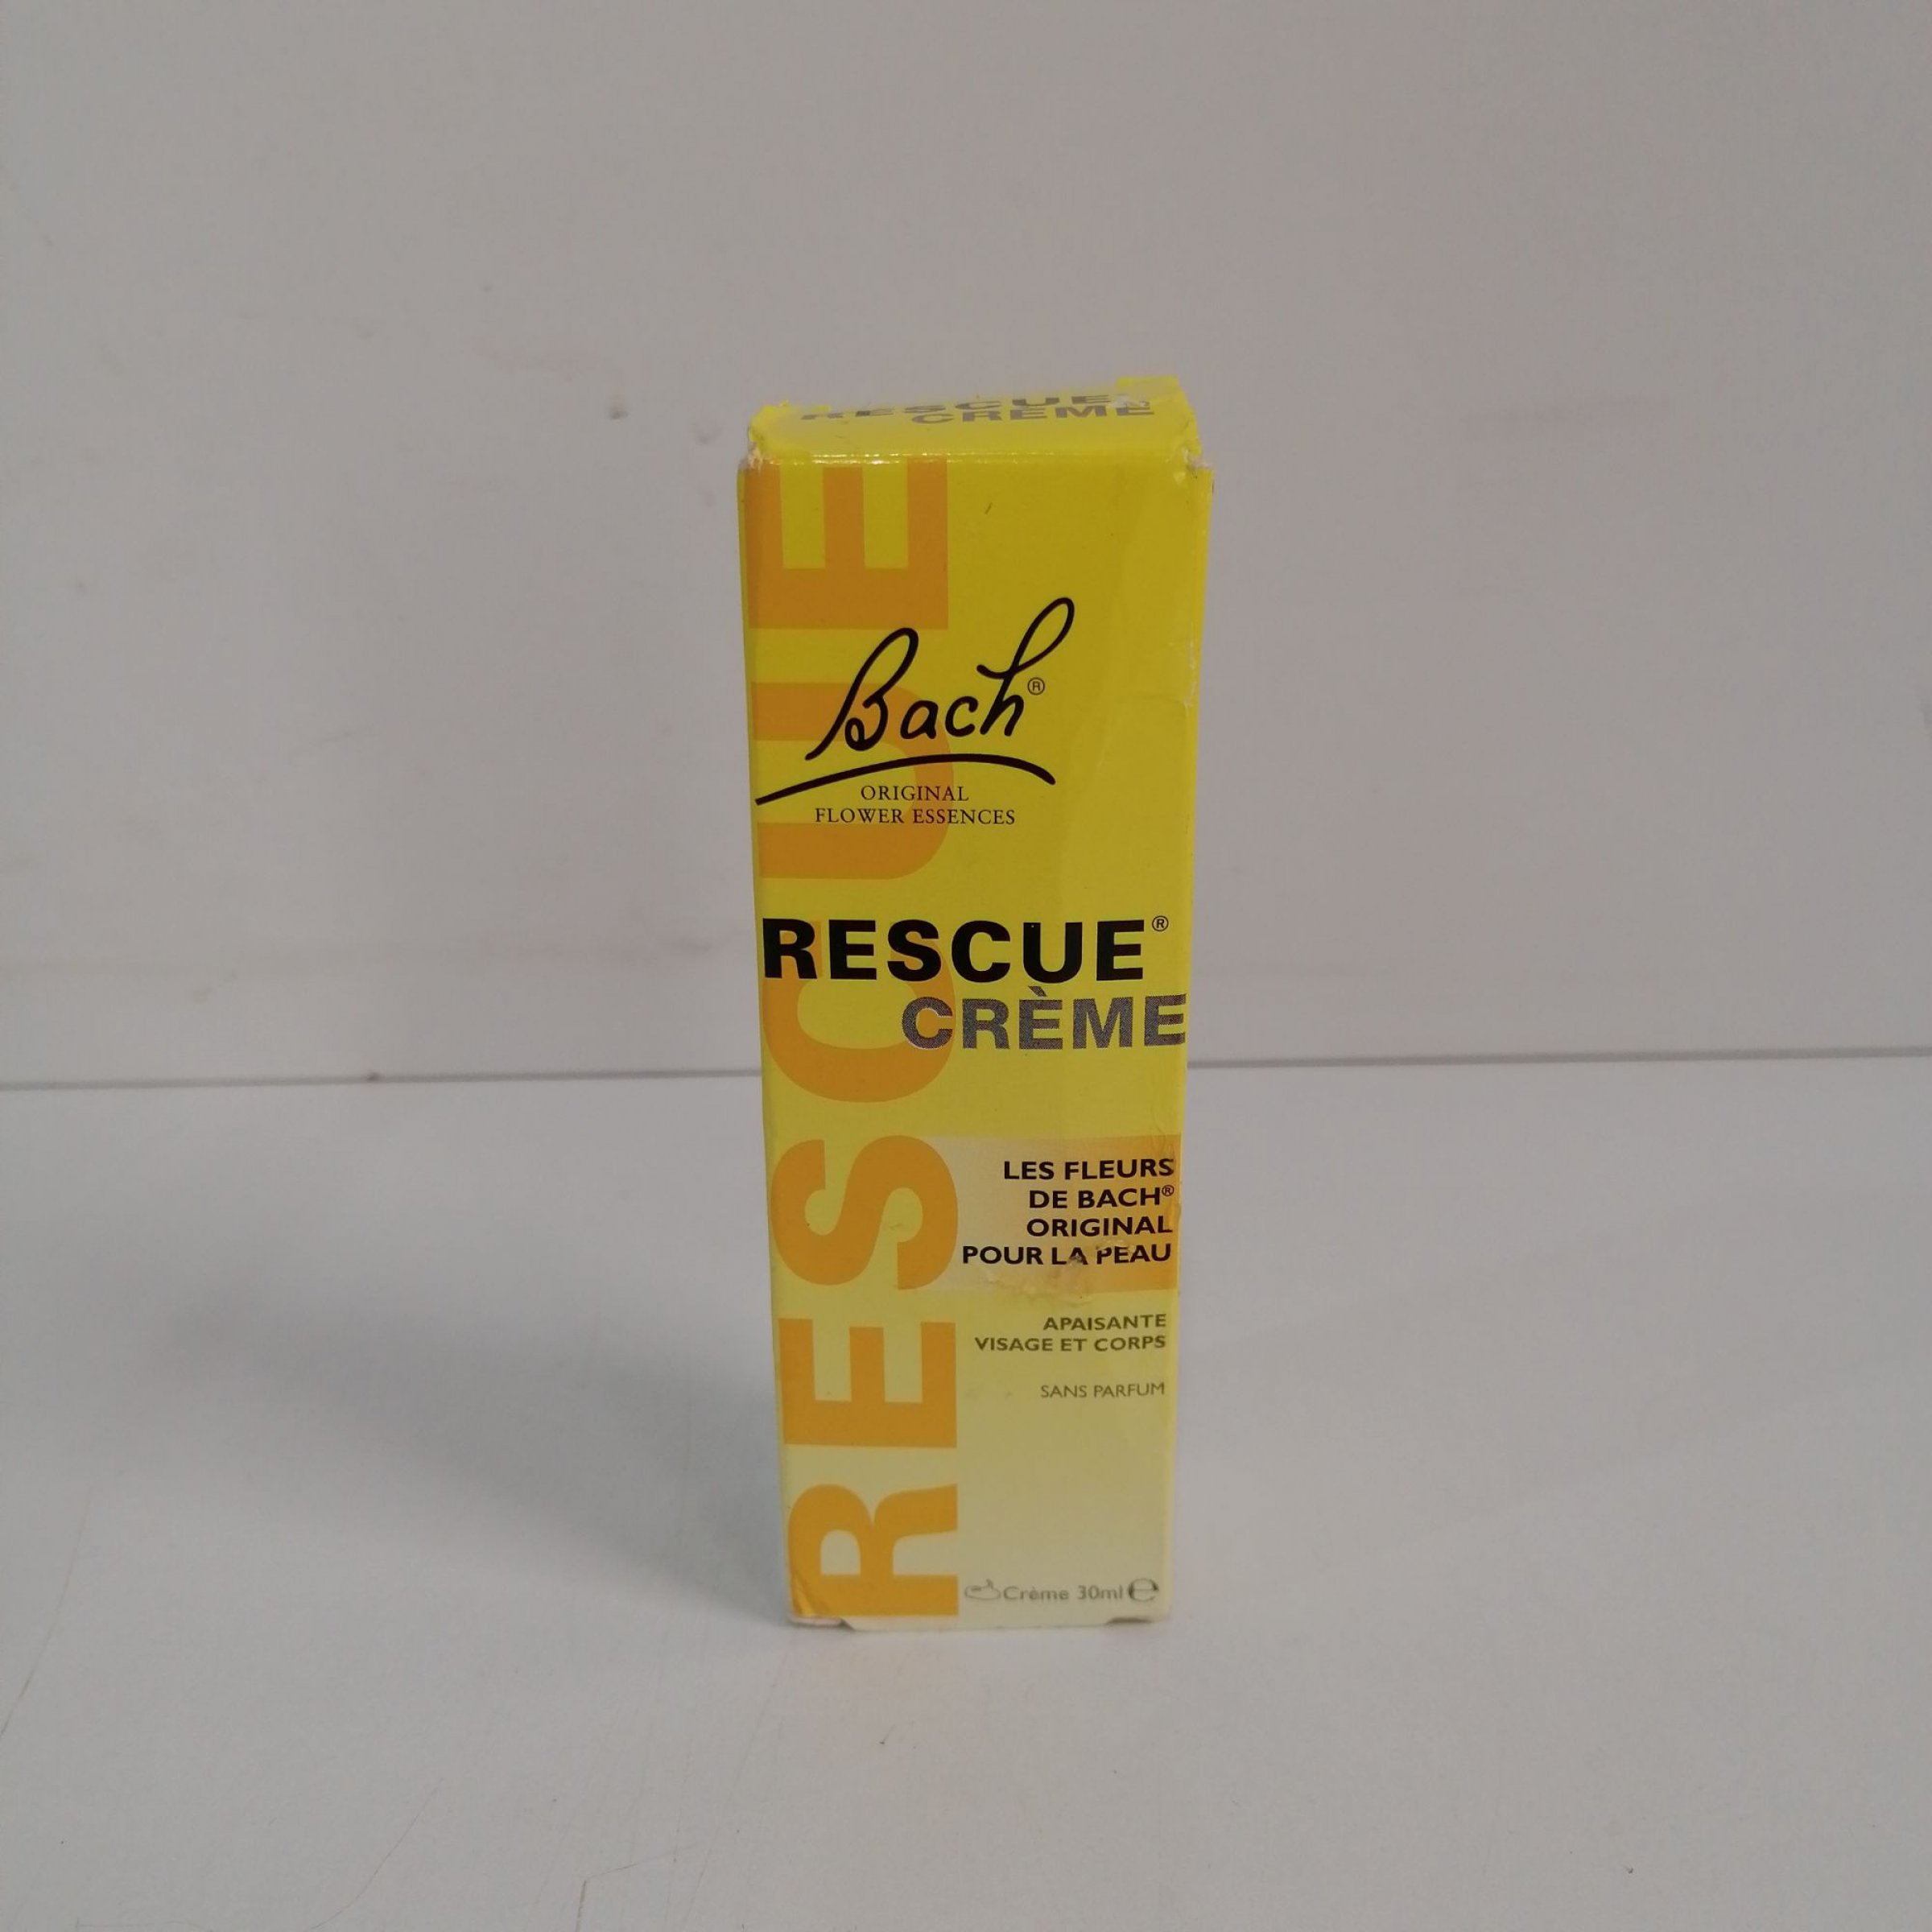 RESCUE
CRÈME
RESCUE
Bach®
ORIGINAL
FLOWER ESSENCES
RESCUE®
CRÈME
LES FLEURS
DE BACH®
ORIGINAL
POUR LA PEAU
APAISANTE
VISAGE ET CORPS
SANS PARFUM
Crème 30ml ℮